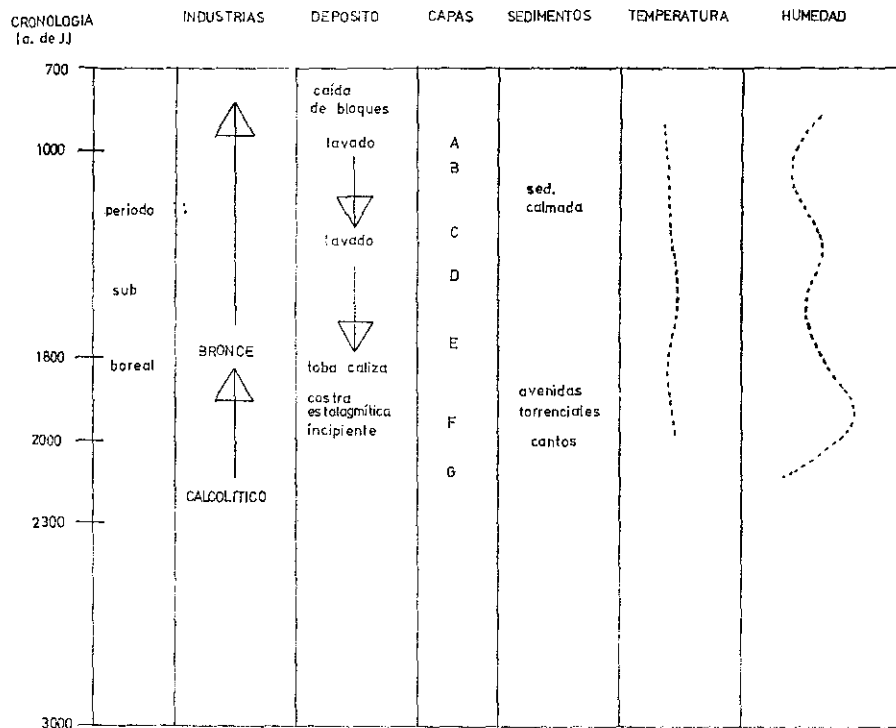 CRONOLOGIA
(a. de J.)
INDUSTRIAS
DEPOSITO
CAPAS
SEDIMENTOS
TEMPERATURA
HUMEDAD
700
caída
de bloques
lavado
A
1000
B
sed.
calmada
periodo
C
lavado
D
sub
E
BRONCE
1800
boreal
toba caliza
costra
estalagmítica
incipiente
avenidas
torrenciales
F
2000
cantos
G
CALCOLITICO
2300
3000